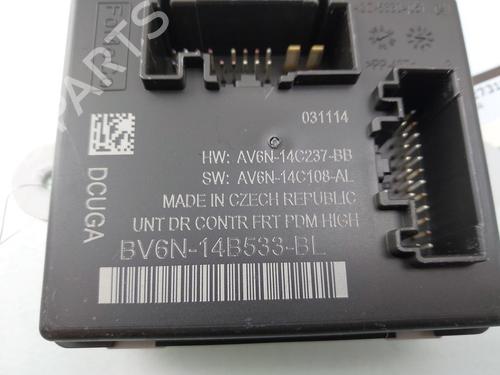 FoMoCo
031114
HW: AV6N-14C237-BB
SW: AV6N-14C108-AL
MADE IN CZECH REPUBLIC
UNT DR CONTR FRT PDM HIGH
BV6N-14B533-BL
DCUGA